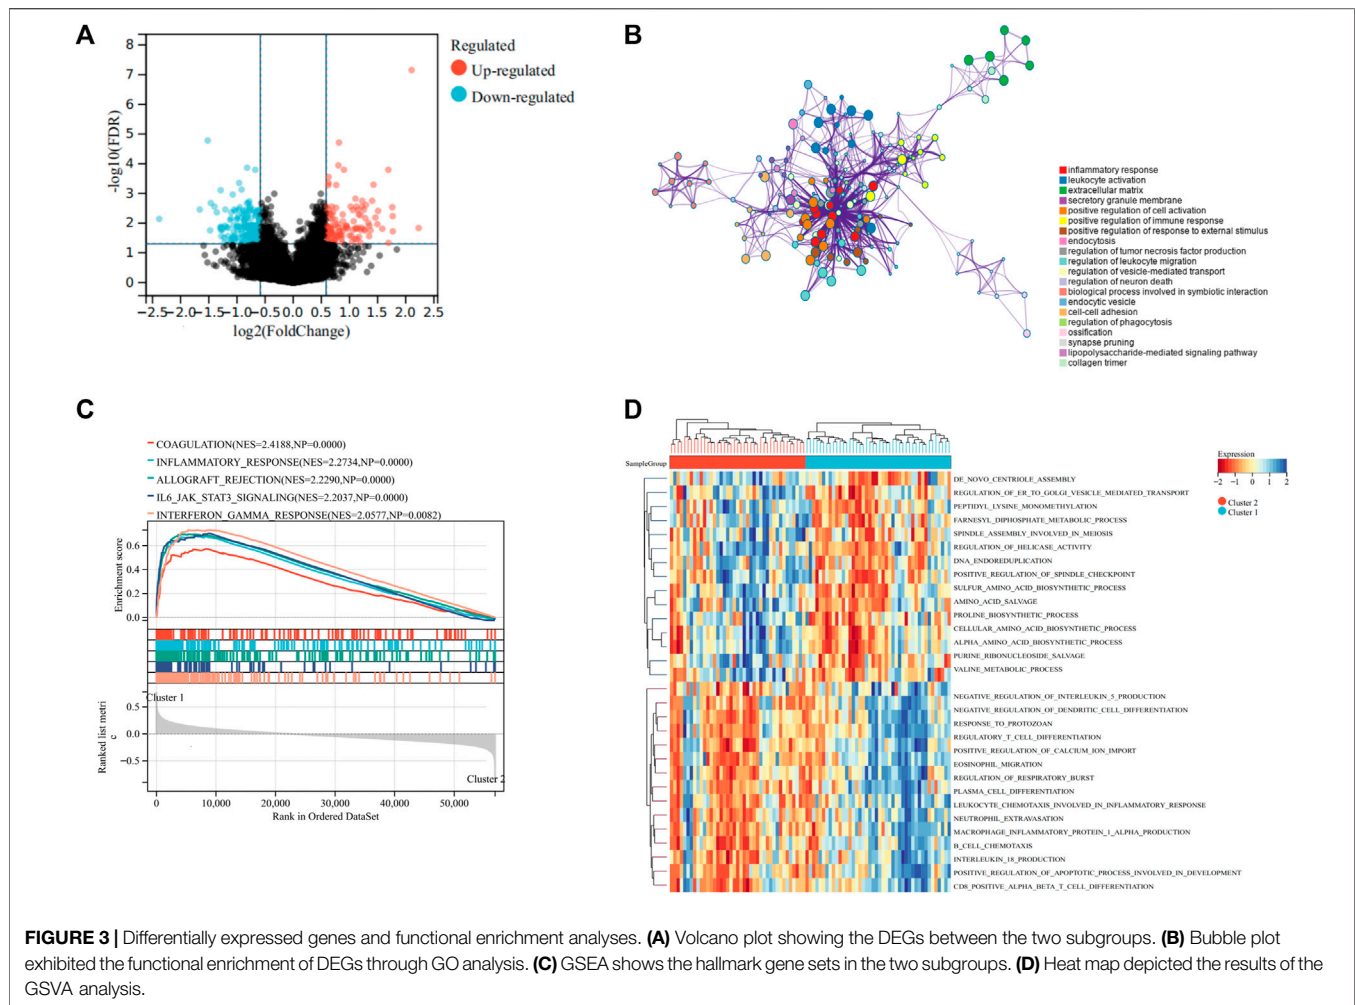 A
8
7
6
5
4
3
2
1
0
-log10(FDR)
−2.5−2.0−1.5−1.0−0.5 0.0 0.5 1.0 1.5 2.0 2.5
log2(FoldChange)
Regulated
Up-regulated
Down-regulated
B
inflammatory response
leukocyte activation
extracellular matrix
secretory granule membrane
positive regulation of cell activation
positive regulation of immune response
positive regulation of response to external stimulus
endocytosis
regulation of tumor necrosis factor production
regulation of leukocyte migration
regulation of vesicle-mediated transport
regulation of neuron death
biological process involved in symbiotic interaction
endocytic vesicle
cell-cell adhesion
regulation of phagocytosis
ossification
synapse pruning
lipopolysaccharide-mediated signaling pathway
collagen trimer
C
COAGULATION(NES=2.4188,NP=0.0000)
INFLAMMATORY_RESPONSE(NES=2.2734,NP=0.0000)
ALLOGRAFT_REJECTION(NES=2.2290,NP=0.0000)
IL6_JAK_STAT3_SIGNALING(NES=2.2037,NP=0.0000)
INTERFERON_GAMMA_RESPONSE(NES=2.0577,NP=0.0082)
Enrichment score
0.6
0.4
0.2
0.0
Cluster 1
Ranked list metri
c
0.5
0.0
−0.5
Cluster 2
0 10,000 20,000 30,000 40,000 50,000
Rank in Ordered DataSet
D
SampleGroup
DE_NOVO_CENTRIOLE_ASSEMBLY
REGULATION_OF_ER_TO_GOLGI_VESICLE_MEDIATED_TRANSPORT
PEPTIDYL_LYSINE_MONOMETHYLATION
FARNESYL_DIPHOSPHATE_METABOLIC_PROCESS
SPINDLE_ASSEMBLY_INVOLVED_IN_MEIOSIS
REGULATION_OF_HELICASE_ACTIVITY
DNA_ENDOREDUPLICATION
POSITIVE_REGULATION_OF_SPINDLE_CHECKPOINT
SULFUR_AMINO_ACID_BIOSYNTHETIC_PROCESS
AMINO_ACID_SALVAGE
PROLINE_BIOSYNTHETIC_PROCESS
CELLULAR_AMINO_ACID_BIOSYNTHETIC_PROCESS
ALPHA_AMINO_ACID_BIOSYNTHETIC_PROCESS
PURINE_RIBONUCLEOSIDE_SALVAGE
VALINE_METABOLIC_PROCESS
NEGATIVE_REGULATION_OF_INTERLEUKIN_5_PRODUCTION
NEGATIVE_REGULATION_OF_DENDRITIC_CELL_DIFFERENTIATION
RESPONSE_TO_PROTOZOAN
REGULATORY_T_CELL_DIFFERENTIATION
POSITIVE_REGULATION_OF_CALCIUM_ION_IMPORT
EOSINOPHIL_MIGRATION
REGULATION_OF_RESPIRATORY_BURST
PLASMA_CELL_DIFFERENTIATION
LEUKOCYTE_CHEMOTAXIS_INVOLVED_IN_INFLAMMATORY_RESPONSE
NEUTROPHIL_EXTRAVASATION
MACROPHAGE_INFLAMMATORY_PROTEIN_1_ALPHA_PRODUCTION
B_CELL_CHEMOTAXIS
INTERLEUKIN_18_PRODUCTION
POSITIVE_REGULATION_OF_APOPTOTIC_PROCESS_INVOLVED_IN_DEVELOPMENT
CD8_POSITIVE_ALPHA_BETA_T_CELL_DIFFERENTIATION
Expression
−2 −1 0 1 2
Cluster 2
Cluster 1
FIGURE 3 | Differentially expressed genes and functional enrichment analyses. (A) Volcano plot showing the DEGs between the two subgroups. (B) Bubble plot
exhibited the functional enrichment of DEGs through GO analysis. (C) GSEA shows the hallmark gene sets in the two subgroups. (D) Heat map depicted the results of the
GSVA analysis.